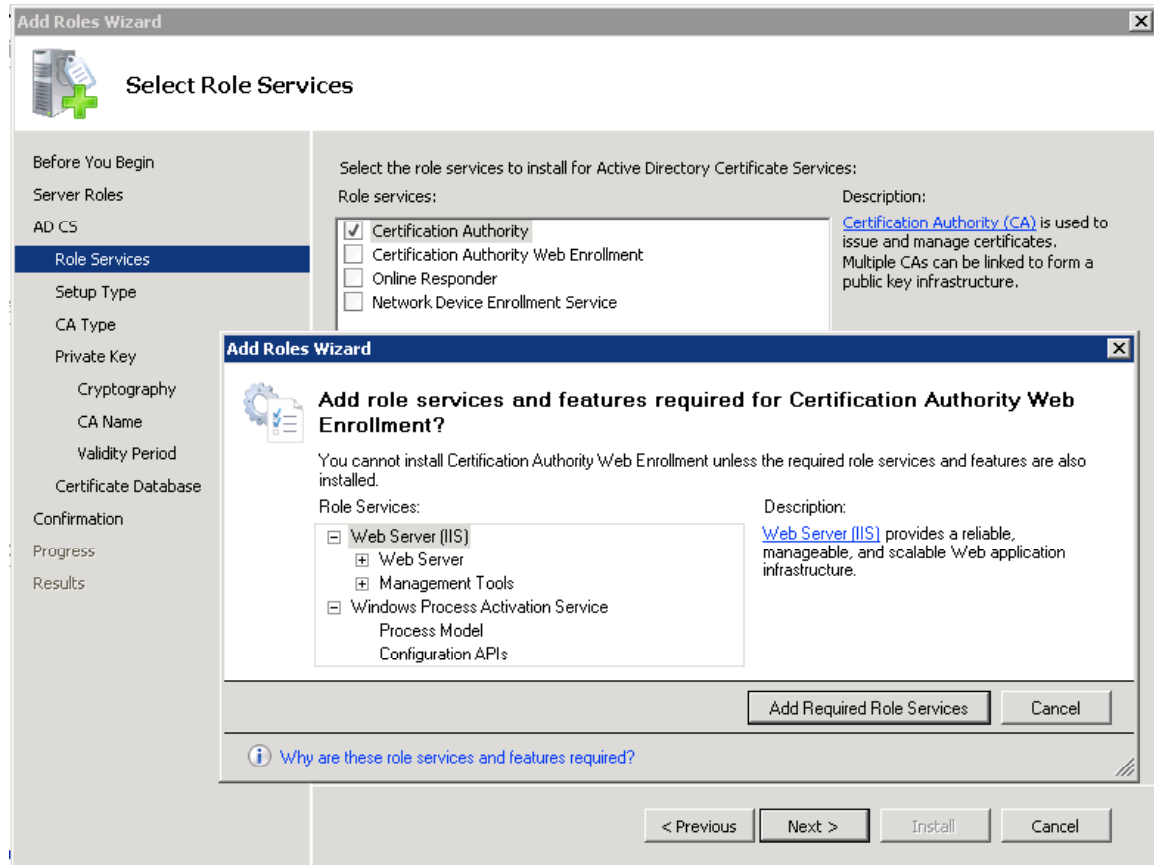 Add Roles Wizard
Select Role Services
Before You Begin
Server Roles
AD CS
Role Services
Setup Type
CA Type
Private Key
Cryptography
CA Name
Validity Period
Certificate Database
Confirmation
Progress
Results
Select the role services to install for Active Directory Certificate Services:
Role services:
Certification Authority
Certification Authority Web Enrollment
Online Responder
Network Device Enrollment Service
Description:
Certification Authority (CA) is used to
issue and manage certificates.
Multiple CAs can be linked to form a
public key infrastructure.
Add Roles Wizard
Add role services and features required for Certification Authority Web
Enrollment?
You cannot install Certification Authority Web Enrollment unless the required role services and features are also
installed.
Role Services:
Web Server (IIS)
Web Server
Management Tools
Windows Process Activation Service
Process Model
Configuration APIs
Description:
Web Server (IIS) provides a reliable,
manageable, and scalable Web application
infrastructure.
Add Required Role Services
Cancel
Why are these role services and features required?
< Previous
Next >
Install
Cancel